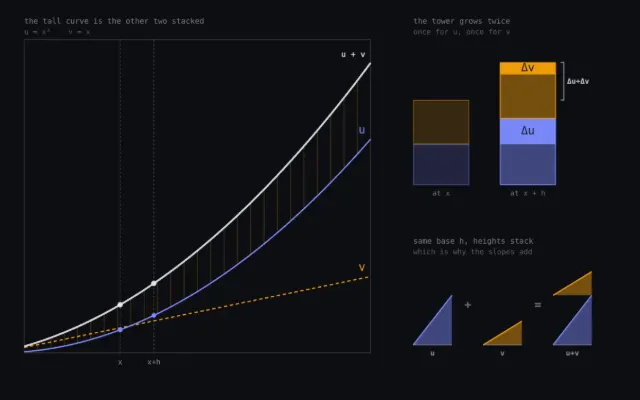 the tall curve is the other two stacked
u = x² v = x
u + v
u
v
x
x+h
the tower grows twice
once for u, once for v
Δv
Δu+Δv
Δu
at x
at x + h
same base h, heights stack
which is why the slopes add
+
=
u
v
u+v